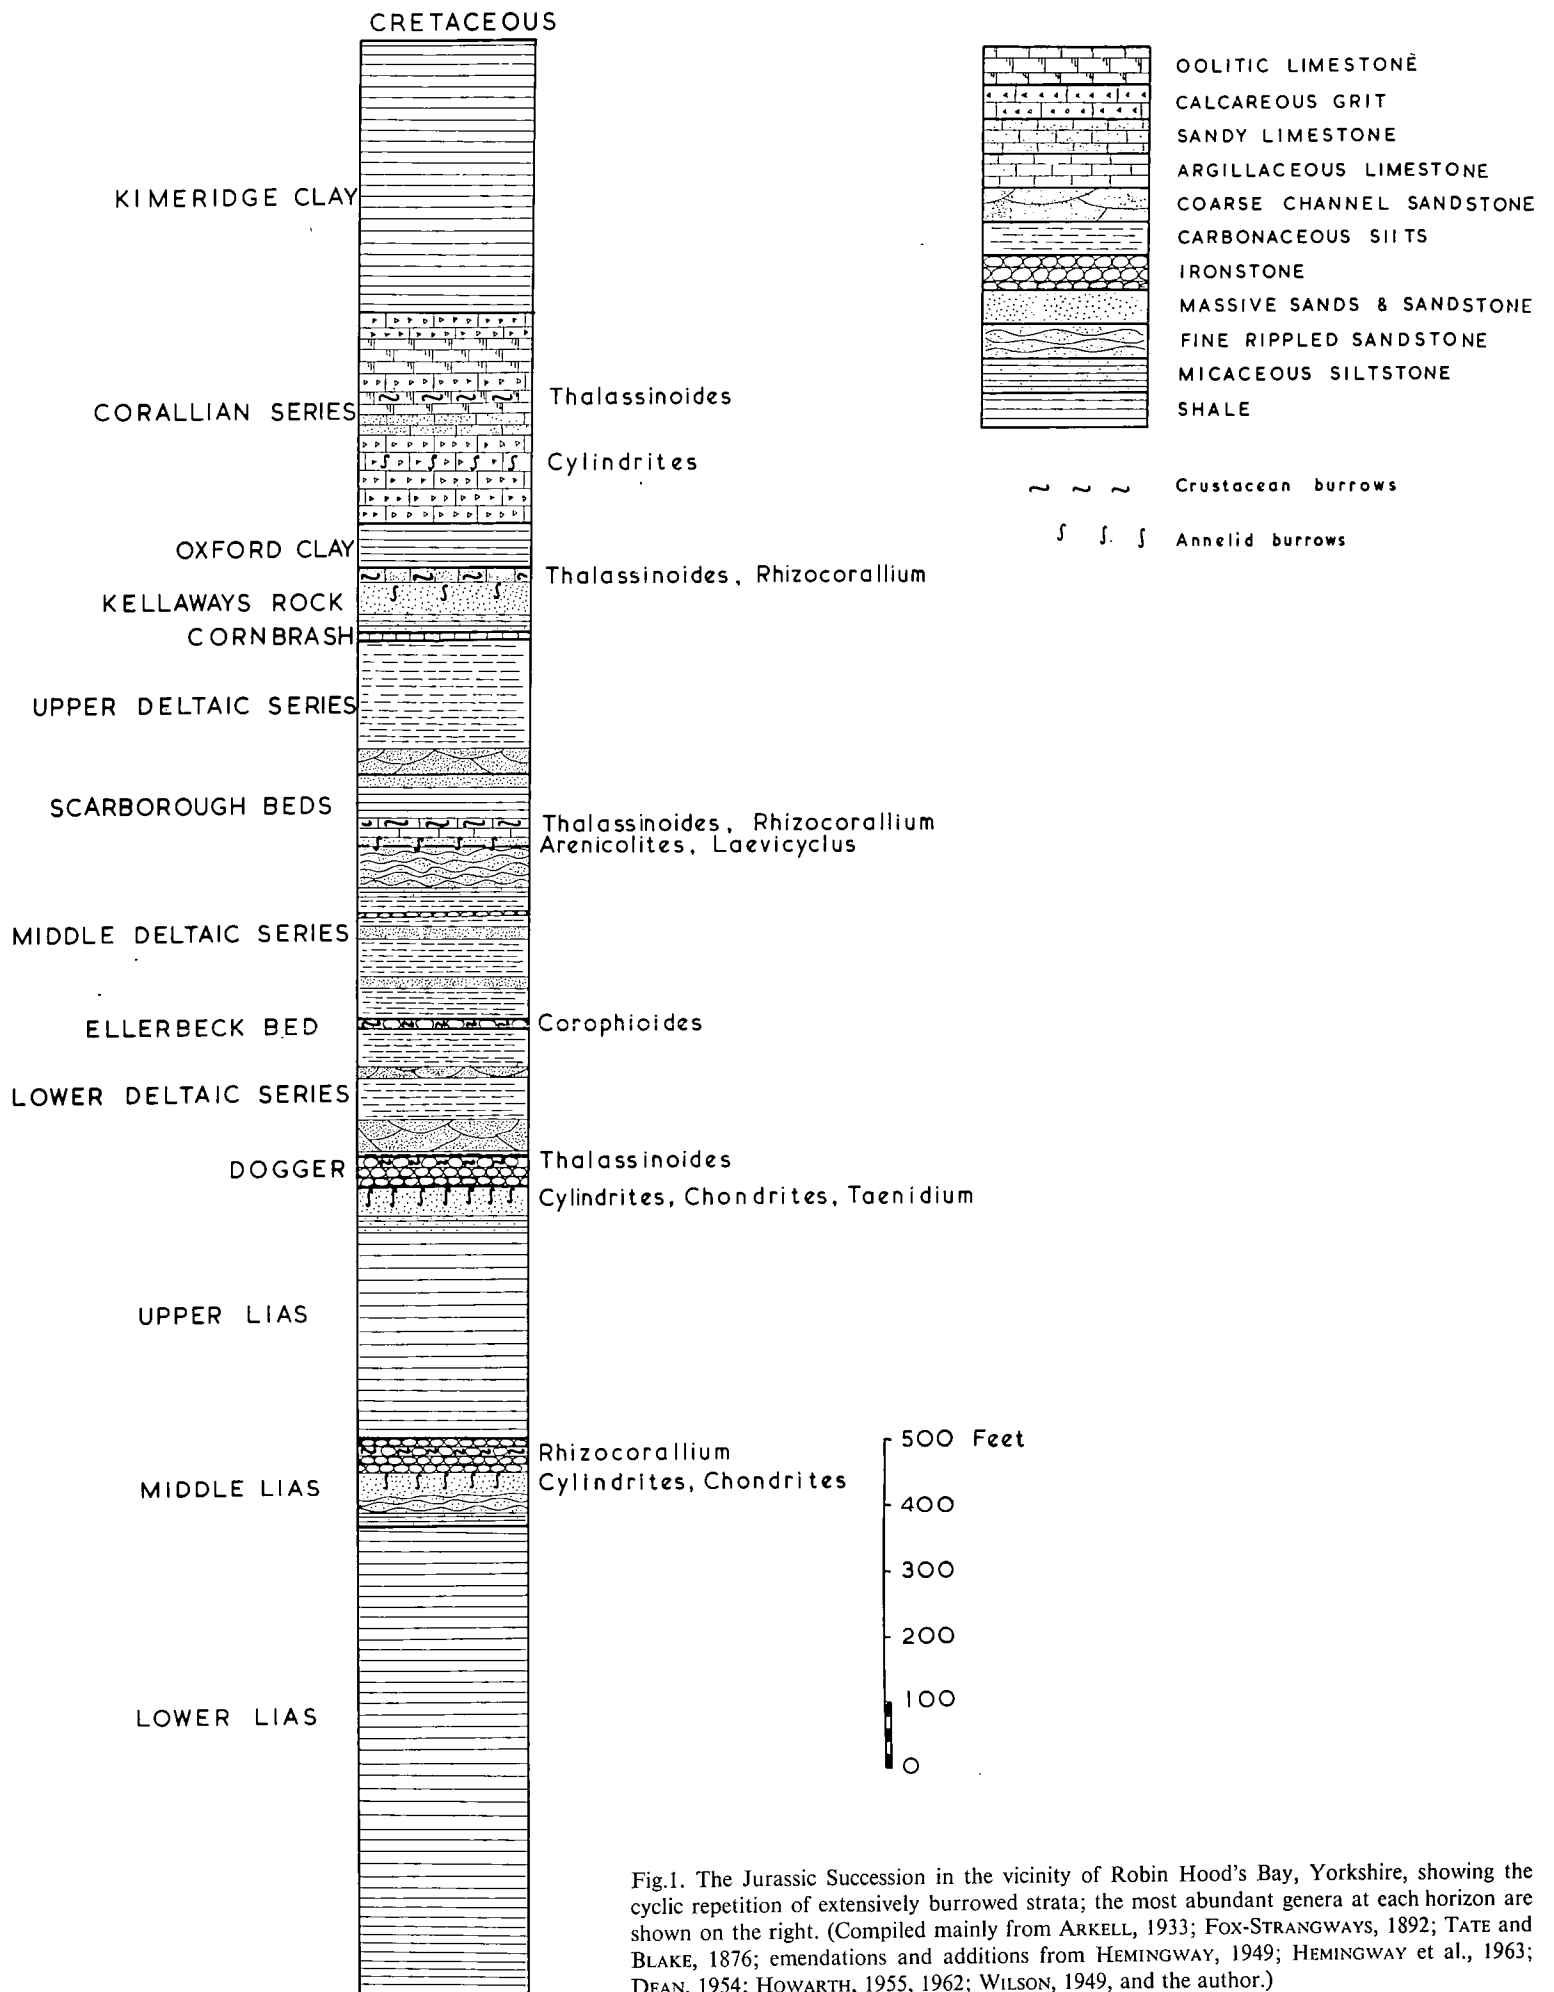 CRETACEOUS
KIMERIDGE CLAY
CORALLIAN SERIES
OXFORD CLAY
KELLAWAYS ROCK
CORNBRASH
UPPER DELTAIC SERIES
SCARBOROUGH BEDS
MIDDLE DELTAIC SERIES
ELLERBECK BED
LOWER DELTAIC SERIES
DOGGER
UPPER LIAS
MIDDLE LIAS
LOWER LIAS
Thalassinoides
Cylindrites
Thalassinoides, Rhizocorallium
Thalassinoides, Rhizocorallium
Arenicolites, Laevicyclus
Corophioides
Thalassinoides
Cylindrites, Chondrites, Taenidium
Rhizocorallium
Cylindrites, Chondrites
OOLITIC LIMESTONE
CALCAREOUS GRIT
SANDY LIMESTONE
ARGILLACEOUS LIMESTONE
COARSE CHANNEL SANDSTONE
CARBONACEOUS SILTS
IRONSTONE
MASSIVE SANDS & SANDSTONE
FINE RIPPLED SANDSTONE
MICACEOUS SILTSTONE
SHALE
Crustacean burrows
Annelid burrows
500 Feet
400
300
200
100
0
Fig.1. The Jurassic Succession in the vicinity of Robin Hood's Bay, Yorkshire, showing the
cyclic repetition of extensively burrowed strata; the most abundant genera at each horizon are
shown on the right. (Compiled mainly from ARKELL, 1933; FOX-STRANGWAYS, 1892; TATE and
BLAKE, 1876; emendations and additions from HEMINGWAY, 1949; HEMINGWAY et al., 1963;
DEAN, 1954; HOWARTH, 1955, 1962; WILSON, 1949, and the author.)